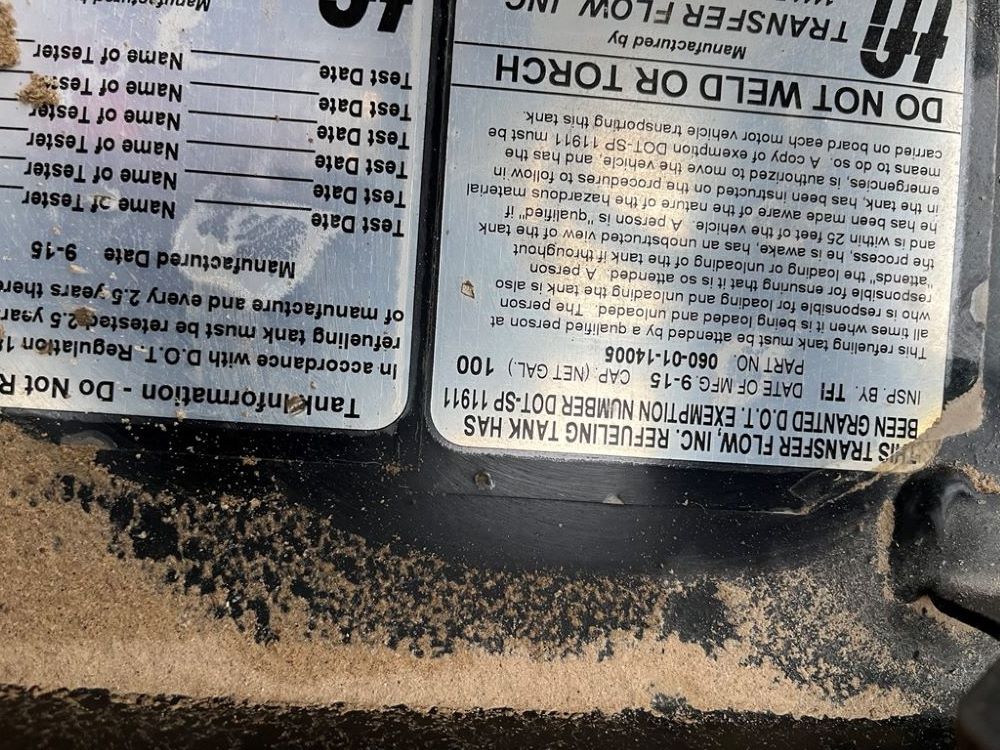 THIS TRANSFER FLOW, INC. REFUELING TANK HAS
BEEN GRANTED D.O.T. EXEMPTION NUMBER DOT-SP 11911
INSP. BY. TFI DATE OF MFG. 9-15 CAP. (NET GAL.) 100
PART NO. 060-01-14005
This refueling tank must be attended by a qualified person at
all times when it is being loaded and unloaded. The person
who is responsible for loading and unloading the tank is also
responsible for ensuring that it is so attended. A person
"attends" the loading or unloading of the tank if throughout
the process, he is awake, has an unobstructed view of the tank
and is within 25 feet of the vehicle. A person is "qualified" if
he has been made aware of the nature of the hazardous material
in the tank, has been instructed on the procedures to follow in
emergencies, is authorized to move the vehicle, and has the
means to do so. A copy of exemption DOT-SP 11911 must be
carried on board each motor vehicle transporting this tank.
DO NOT WELD OR TORCH
Manufactured by
tfi TRANSFER FLOW, INC
Tank Information - Do Not R
In accordance with D.O.T. Regulation
refueling tank must be retested 2.5 years
of manufacture and every 2.5 years there
Manufactured Date 9-15
Test Date Name of Tester
Test Date Name of Tester
Test Date Name of Tester
Test Date Name of Tester
Test Date Name of Tester
Test Date Name of Tester
Manufactured by